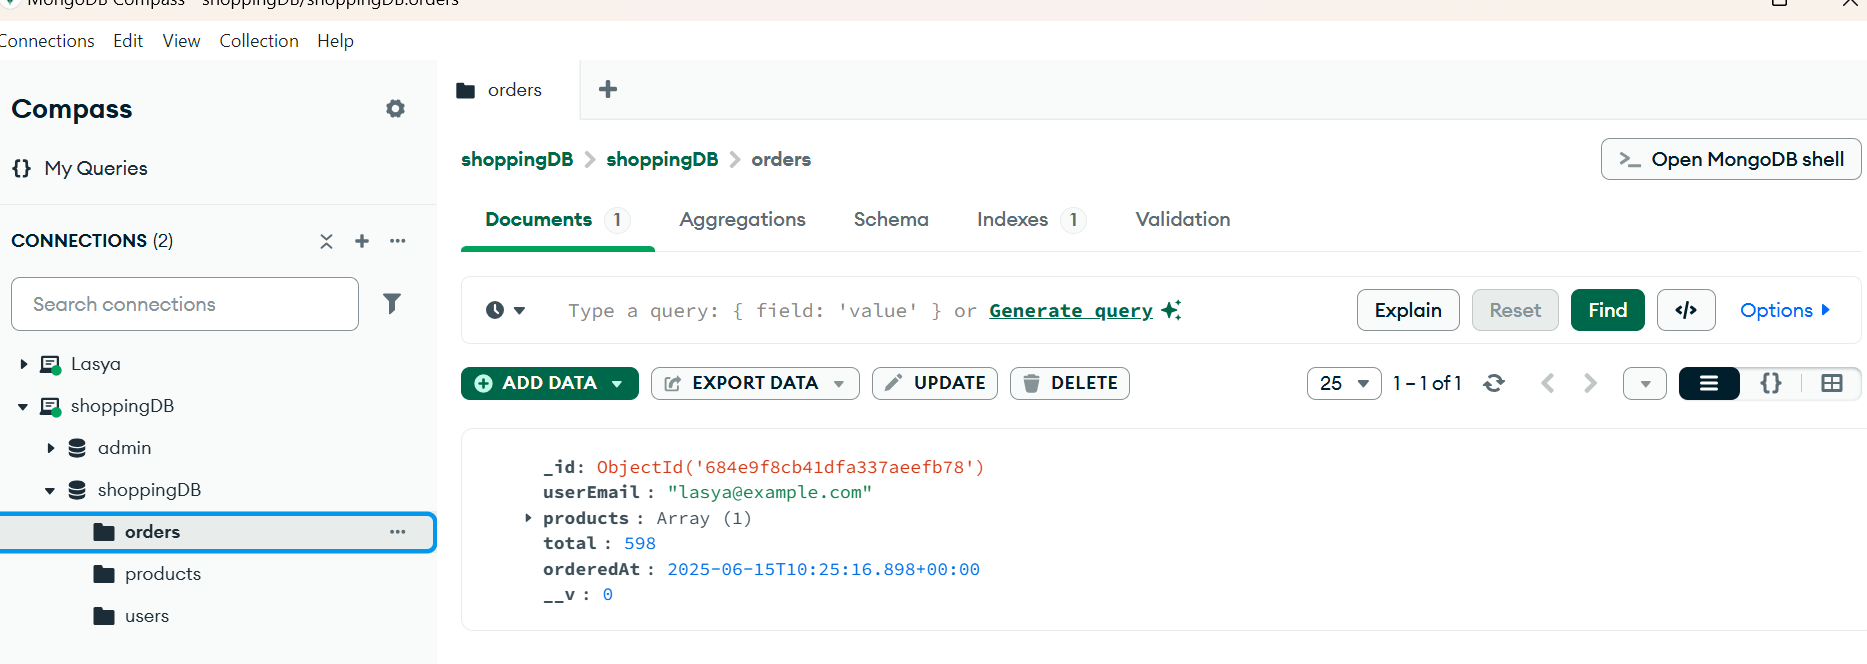 MongoDB Compass - shoppingDB/shoppingDB.orders
Connections Edit View Collection Help
Compass
{} My Queries
CONNECTIONS (2)
Search connections
Lasya
shoppingDB
admin
shoppingDB
orders
products
users
orders
shoppingDB > shoppingDB > orders
>_ Open MongoDB shell
Documents 1 Aggregations Schema Indexes 1 Validation
Type a query: { field: 'value' } or Generate query
Explain Reset Find </> Options
ADD DATA EXPORT DATA UPDATE DELETE
25 1 – 1 of 1 {}
_id: ObjectId('684e9f8cb41dfa337aeefb78')
userEmail : "lasya@example.com"
products : Array (1)
total : 598
orderedAt : 2025-06-15T10:25:16.898+00:00
__v : 0